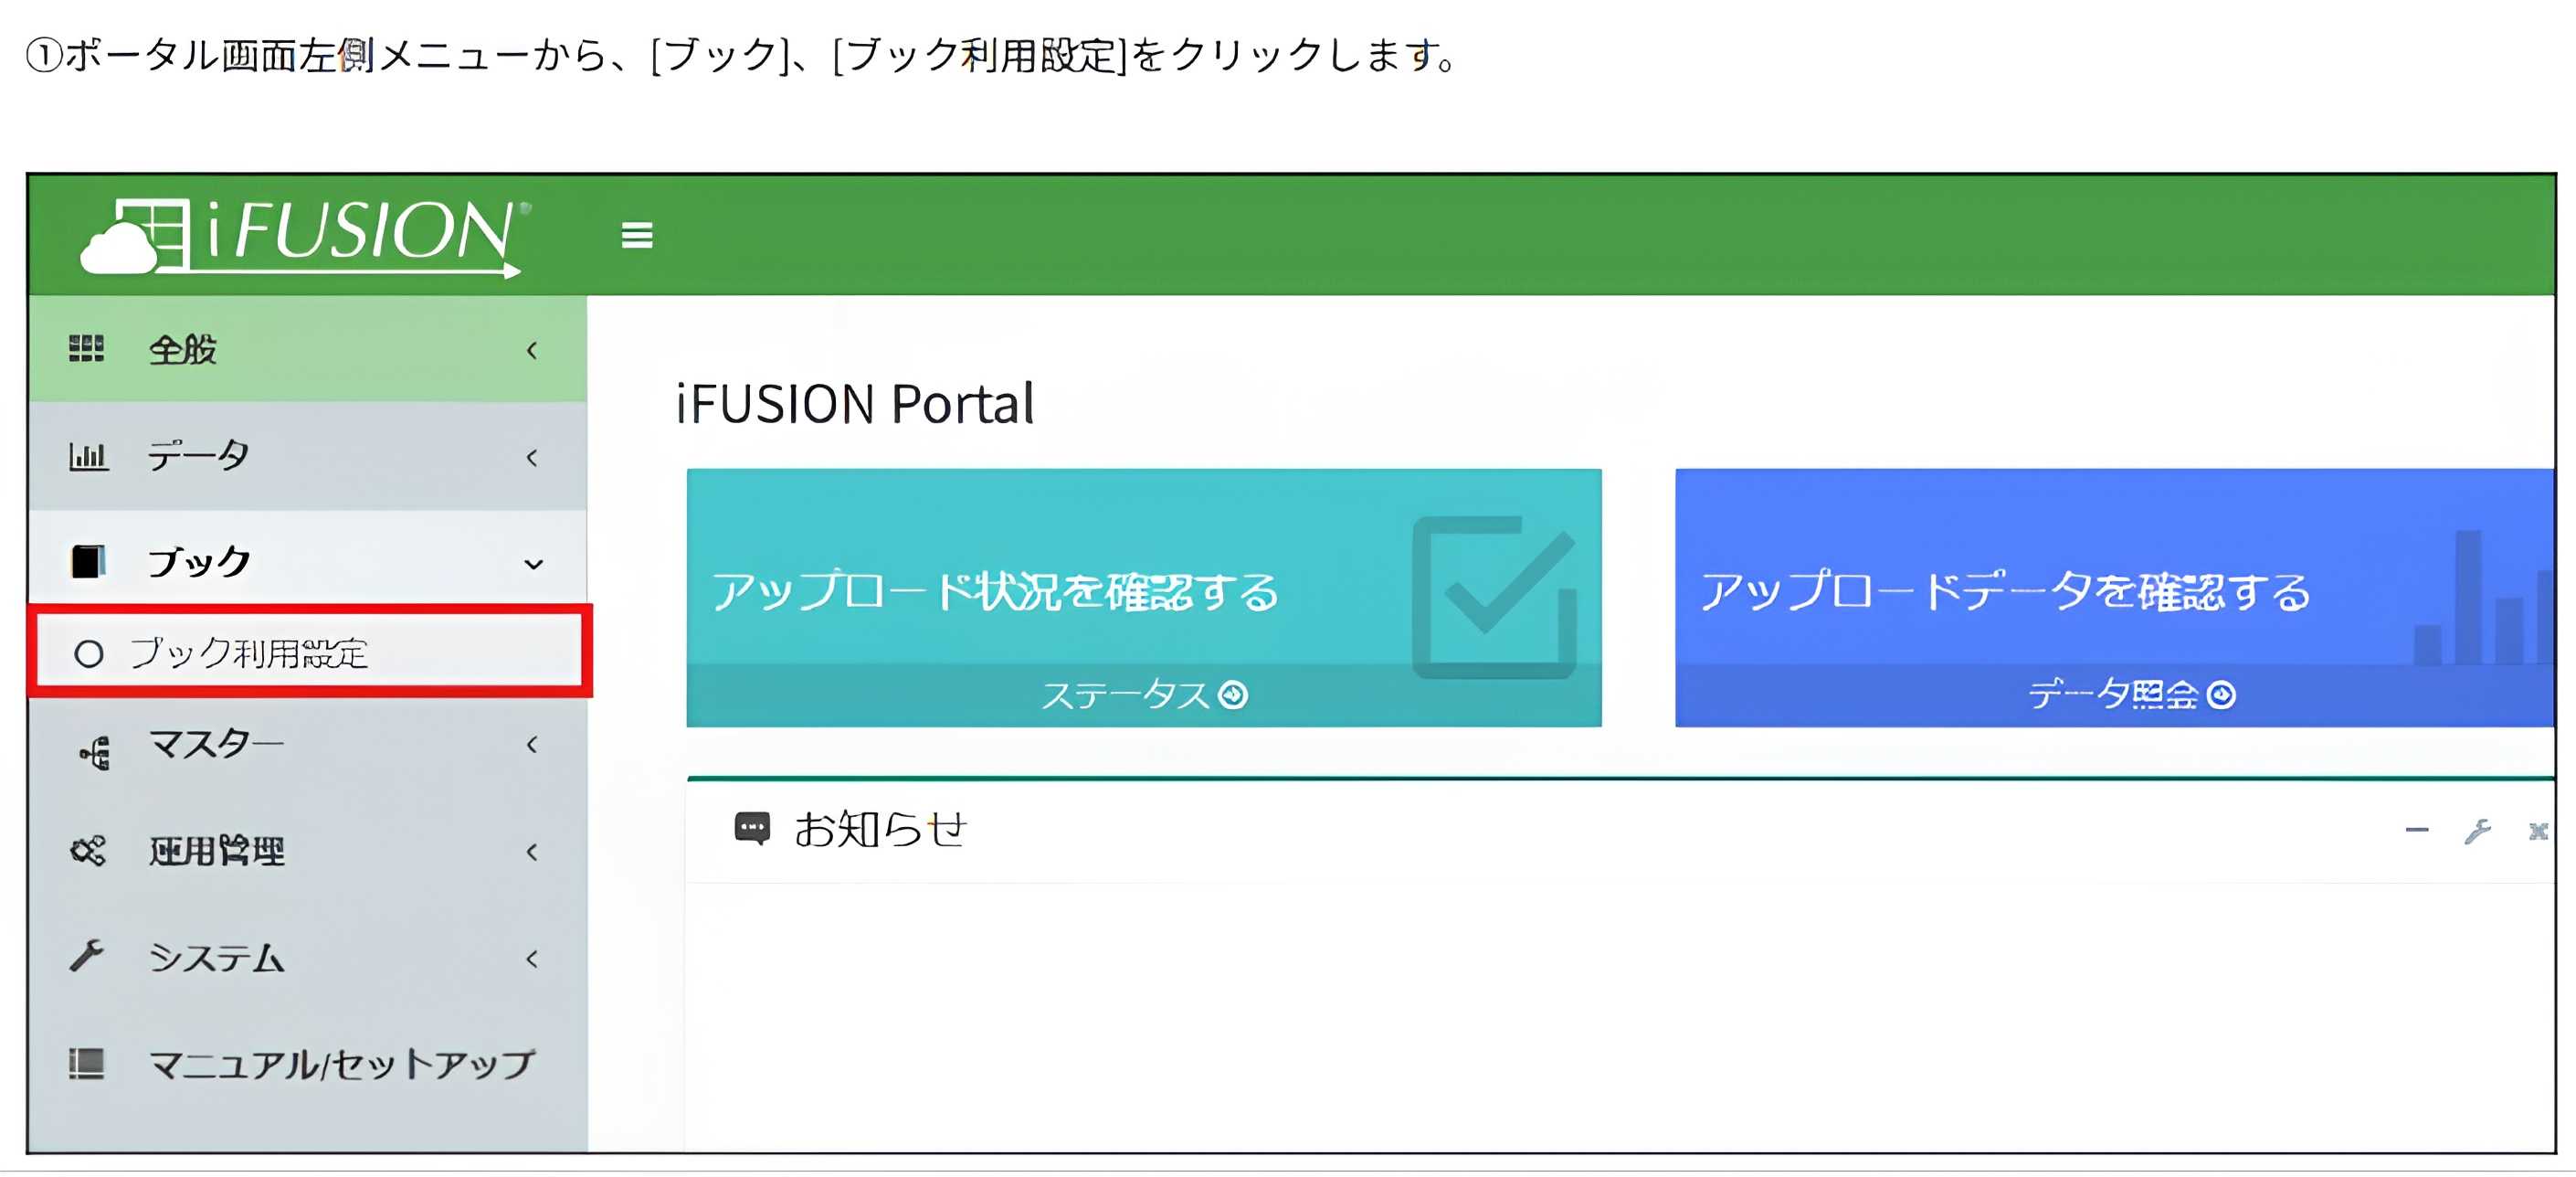 ①ポータル画面左側メニューから、[ブック]、[ブック利用設定]をクリックします。
iFUSION
全般
データ
ブック
ブック利用設定
マスター
運用管理
システム
マニュアル/セットアップ
iFUSION Portal
アップロード状況を確認する
ステータス
アップロードデータを確認する
データ照会
お知らせ